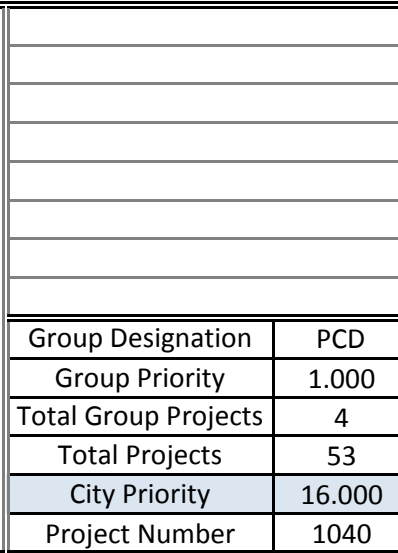 Group Designation PCD
Group Priority 1.000
Total Group Projects 4
Total Projects 53
City Priority 16.000
Project Number 1040